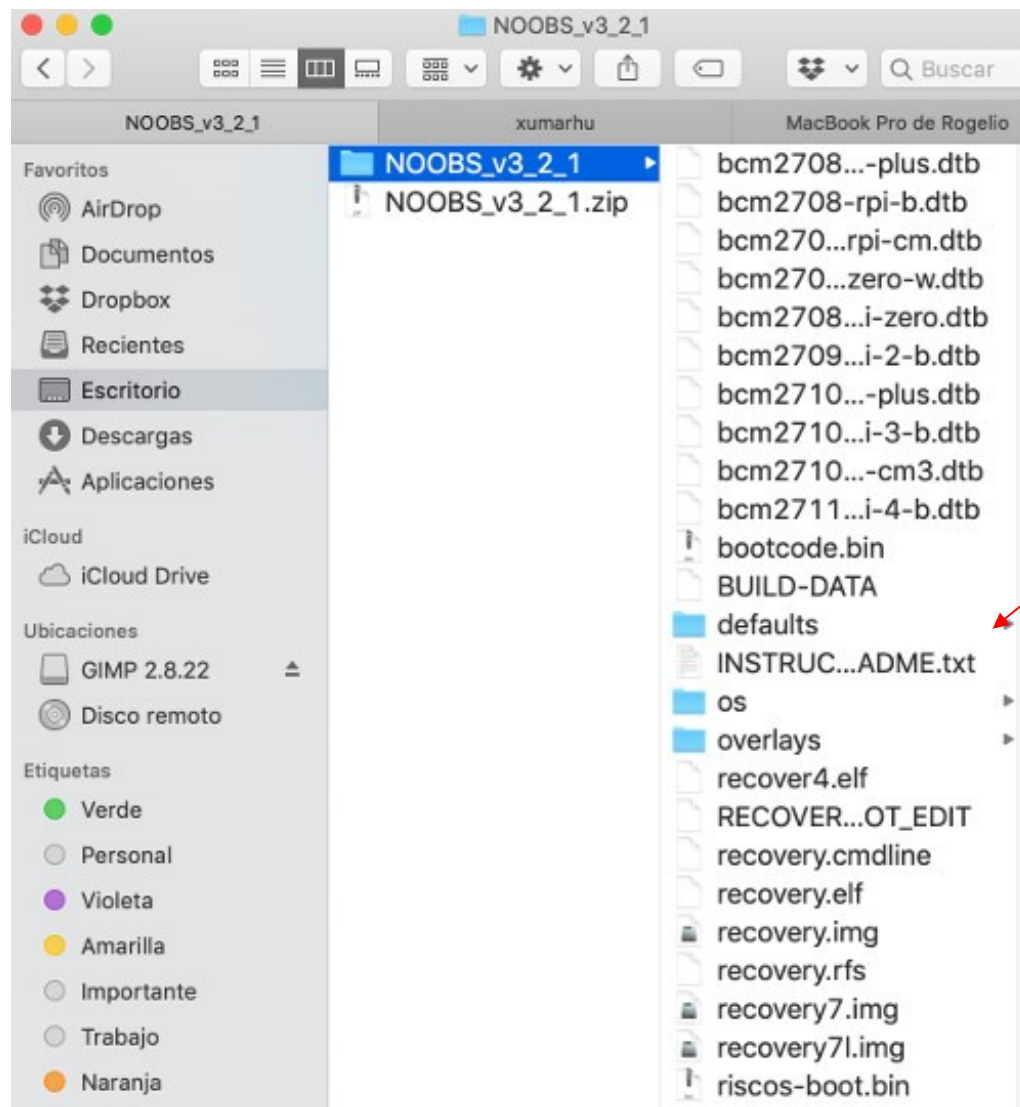 NOOBS_v3_2_1
Buscar
NOOBS_v3_2_1
xumarhu
MacBook Pro de Rogelio
Favoritos
AirDrop
Documentos
Dropbox
Recientes
Escritorio
Descargas
Aplicaciones
iCloud
iCloud Drive
Ubicaciones
GIMP 2.8.22
Disco remoto
Etiquetas
Verde
Personal
Violeta
Amarilla
Importante
Trabajo
Naranja
NOOBS_v3_2_1
NOOBS_v3_2_1.zip
bcm2708...-plus.dtb
bcm2708-rpi-b.dtb
bcm270...rpi-cm.dtb
bcm270...zero-w.dtb
bcm2708...i-zero.dtb
bcm2709...i-2-b.dtb
bcm2710...-plus.dtb
bcm2710...i-3-b.dtb
bcm2710...-cm3.dtb
bcm2711...i-4-b.dtb
bootcode.bin
BUILD-DATA
defaults
INSTRUC...ADME.txt
os
overlays
recover4.elf
RECOVER...OT_EDIT
recovery.cmdline
recovery.elf
recovery.img
recovery.rfs
recovery7.img
recovery7l.img
riscos-boot.bin